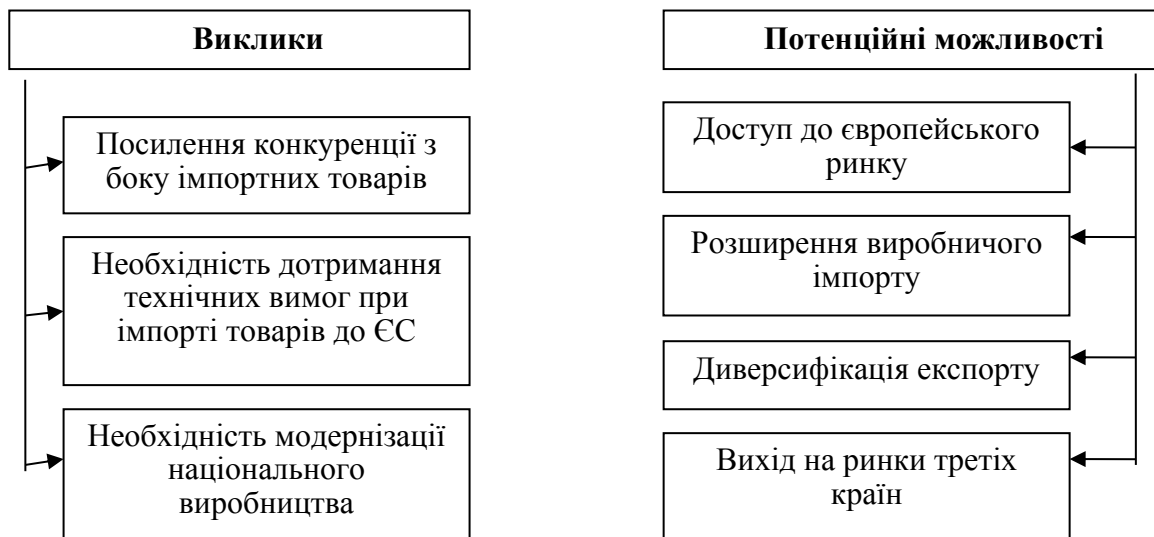 Виклики
Посилення конкуренції з
боку імпортних товарів
Необхідність дотримання
технічних вимог при
імпорті товарів до ЄС
Необхідність модернізації
національного
виробництва
Потенційні можливості
Доступ до європейського
ринку
Розширення виробничого
імпорту
Диверсифікація експорту
Вихід на ринки третіх
країн